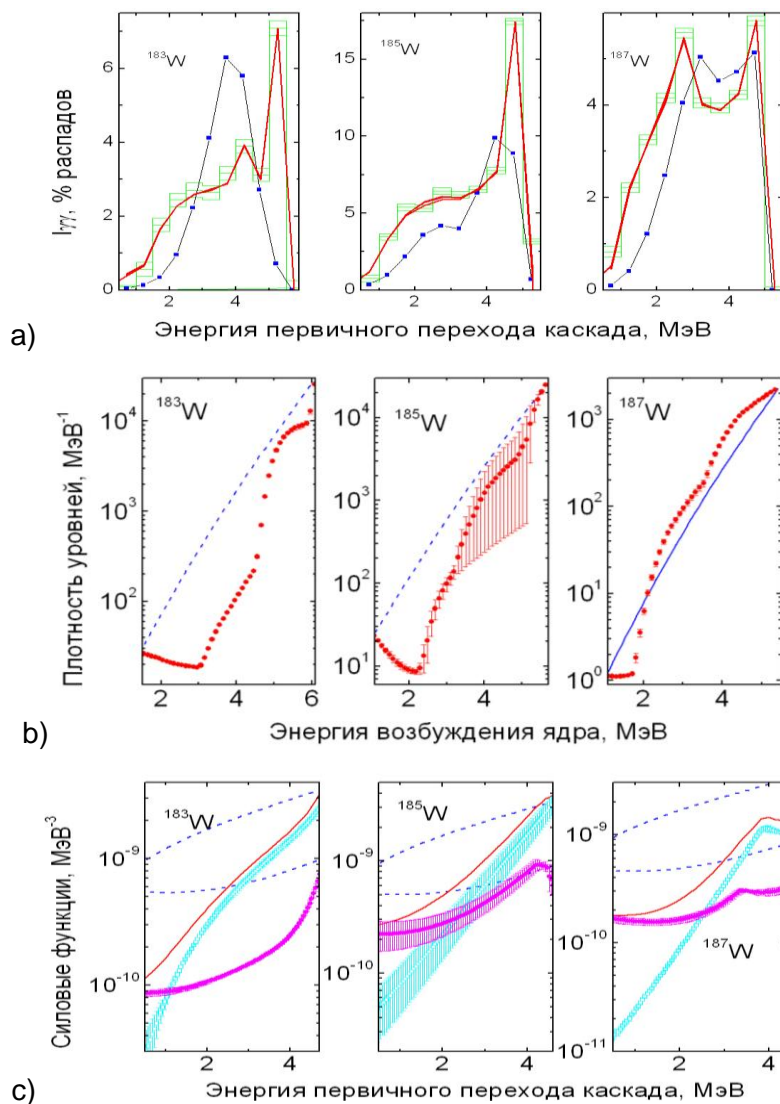 ¹⁸³W
¹⁸⁵W
¹⁸⁷W
Iγγ, % распадов
6
4
2
0
15
10
5
0
4
2
0
2 4
2 4
2 4
Энергия первичного перехода каскада, МэВ
a)
¹⁸³W
¹⁸⁵W
¹⁸⁷W
Плотность уровней, МэВ⁻¹
10⁴
10³
10²
10⁴
10³
10²
10¹
10³
10²
10¹
10⁰
2 4 6
2 4
2 4
Энергия возбуждения ядра, МэВ
b)
¹⁸³W
¹⁸⁵W
¹⁸⁷W
Силовые функции, МэВ⁻³
10⁻⁹
10⁻¹⁰
10⁻⁹
10⁻¹⁰
10⁻⁸
10⁻⁹
10⁻¹⁰
10⁻¹¹
2 4
2 4
2 4
Энергия первичного перехода каскада, МэВ
c)